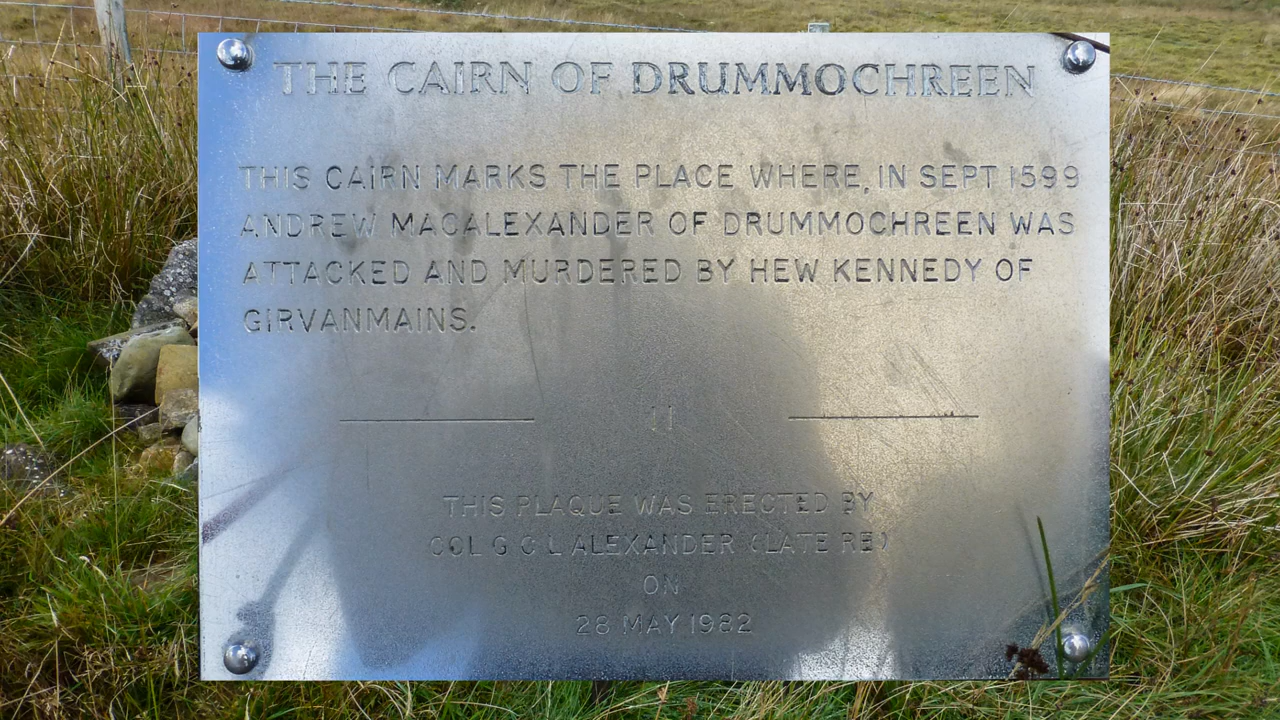 THE CAIRN OF DRUMMOCHREEN
THIS CAIRN MARKS THE PLACE WHERE, IN SEPT 1599
ANDREW MACALEXANDER OF DRUMMOCHREEN WAS
ATTACKED AND MURDERED BY HEW KENNEDY OF
GIRVANMAINS.
THIS PLAQUE WAS ERECTED BY
COL G O L ALEXANDER (LATE RE)
ON
28 MAY 1982